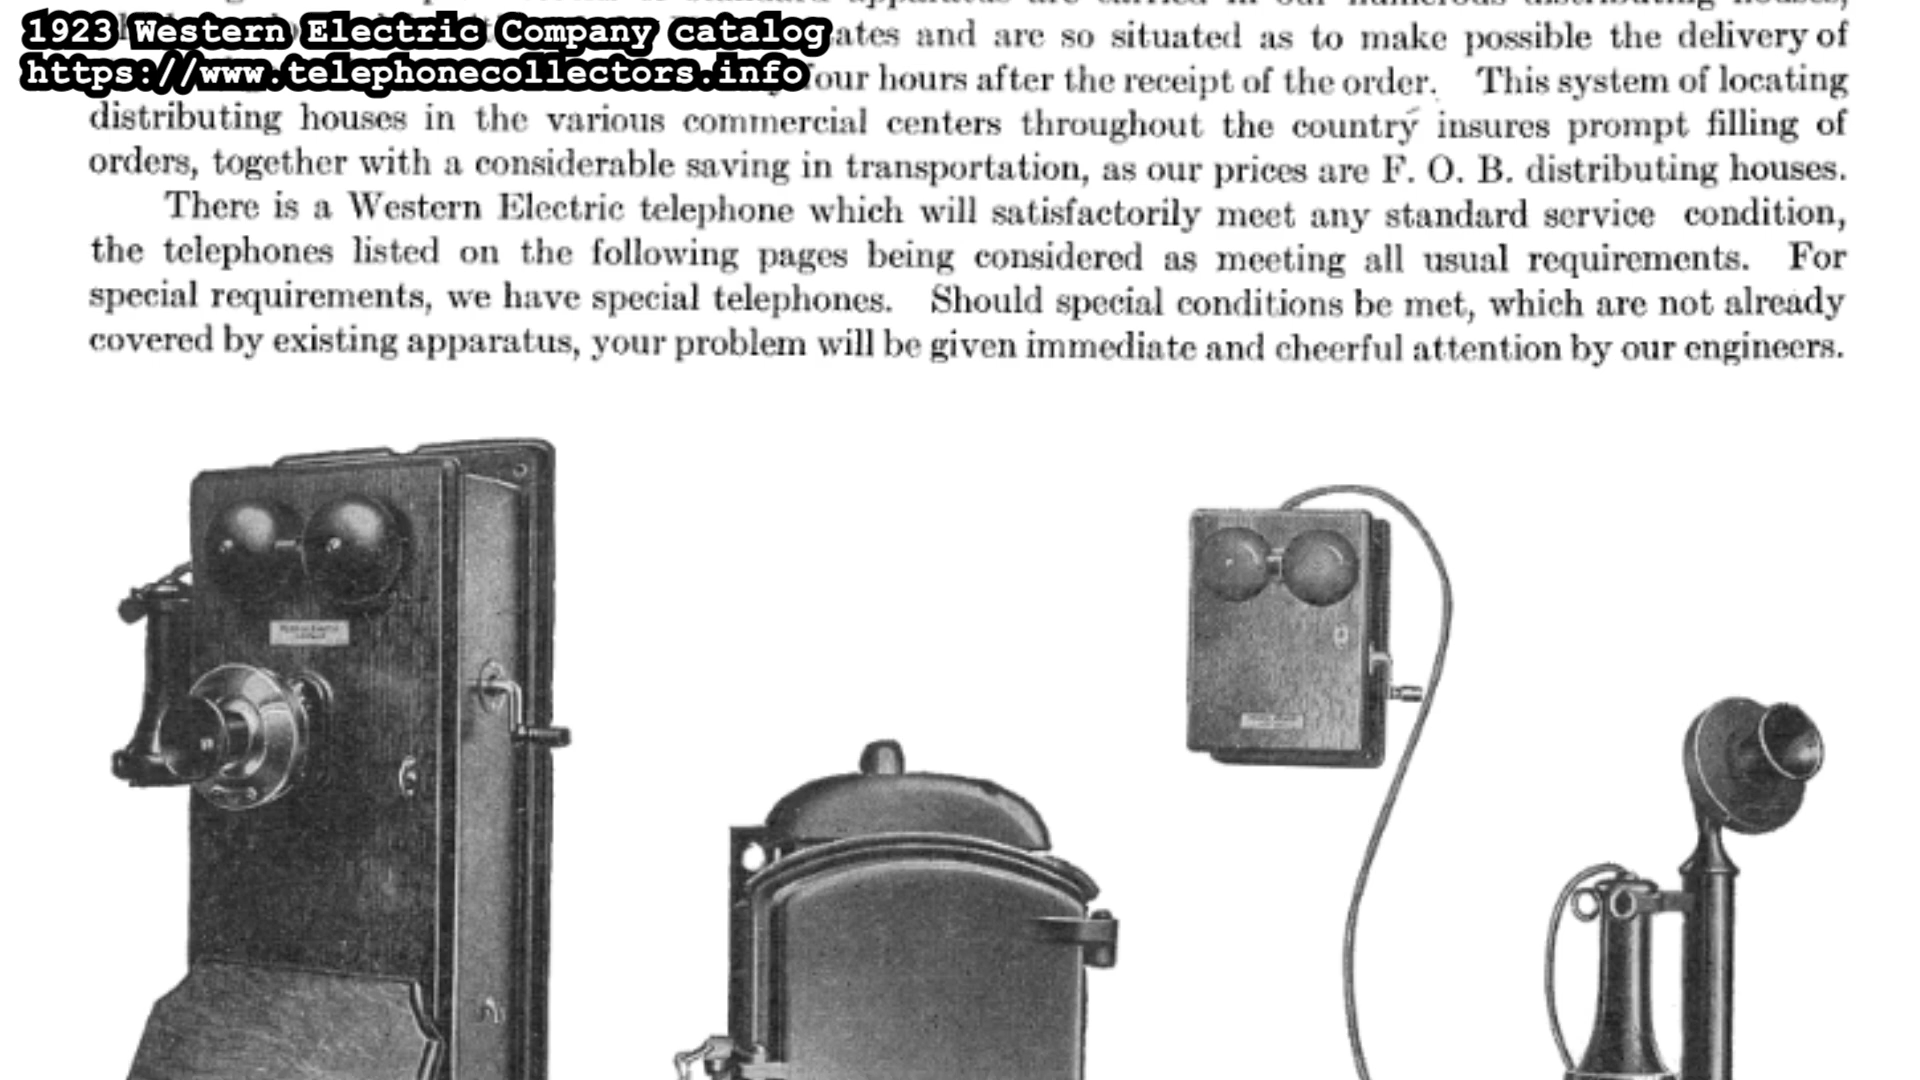 1923 Western Electric Company catalog
https://www.telephonecollectors.info
ates and are so situated as to make possible the delivery of
four hours after the receipt of the order. This system of locating
distributing houses in the various commercial centers throughout the country insures prompt filling of
orders, together with a considerable saving in transportation, as our prices are F. O. B. distributing houses.
There is a Western Electric telephone which will satisfactorily meet any standard service condition,
the telephones listed on the following pages being considered as meeting all usual requirements. For
special requirements, we have special telephones. Should special conditions be met, which are not already
covered by existing apparatus, your problem will be given immediate and cheerful attention by our engineers.